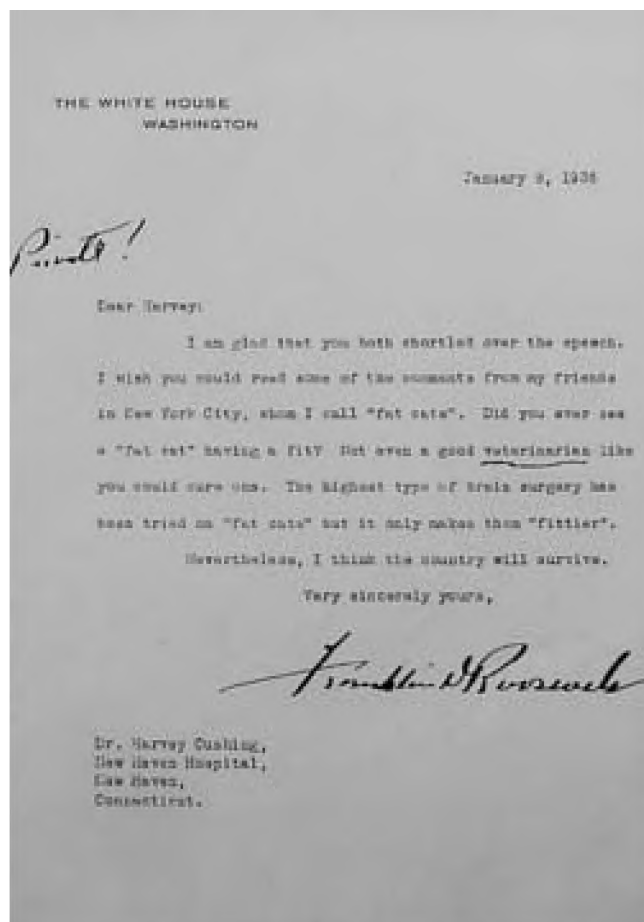 THE WHITE HOUSE
WASHINGTON
January 8, 1936
Private!
Dear Harvey:
I am glad that you both chortled over the speech.
I wish you could read some of the comments from my friends
in New York City, whom I call "fat cats". Did you ever see
a "fat cat" having a fit? Not even a good veterinarian like
you could cure one. The highest type of brain surgery has
been tried on "fat cats" but it only makes them "fittier".
Nevertheless, I think the country will survive.
Very sincerely yours,
Franklin D Roosevelt
Dr. Harvey Cushing,
New Haven Hospital,
New Haven,
Connecticut.